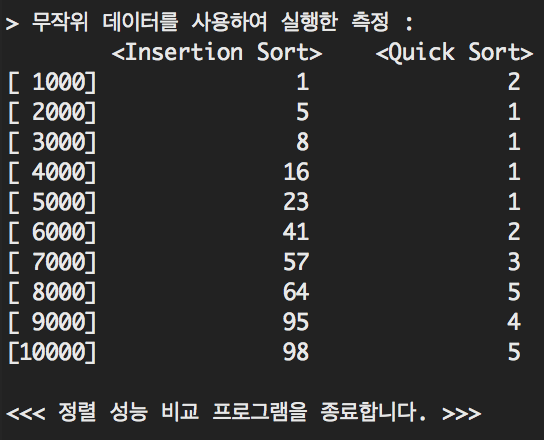 > 무작위 데이터를 사용하여 실행한 측정 :
<Insertion Sort> <Quick Sort>
[ 1000] 1 2
[ 2000] 5 1
[ 3000] 8 1
[ 4000] 16 1
[ 5000] 23 1
[ 6000] 41 2
[ 7000] 57 3
[ 8000] 64 5
[ 9000] 95 4
[10000] 98 5
<<< 정렬 성능 비교 프로그램을 종료합니다. >>>